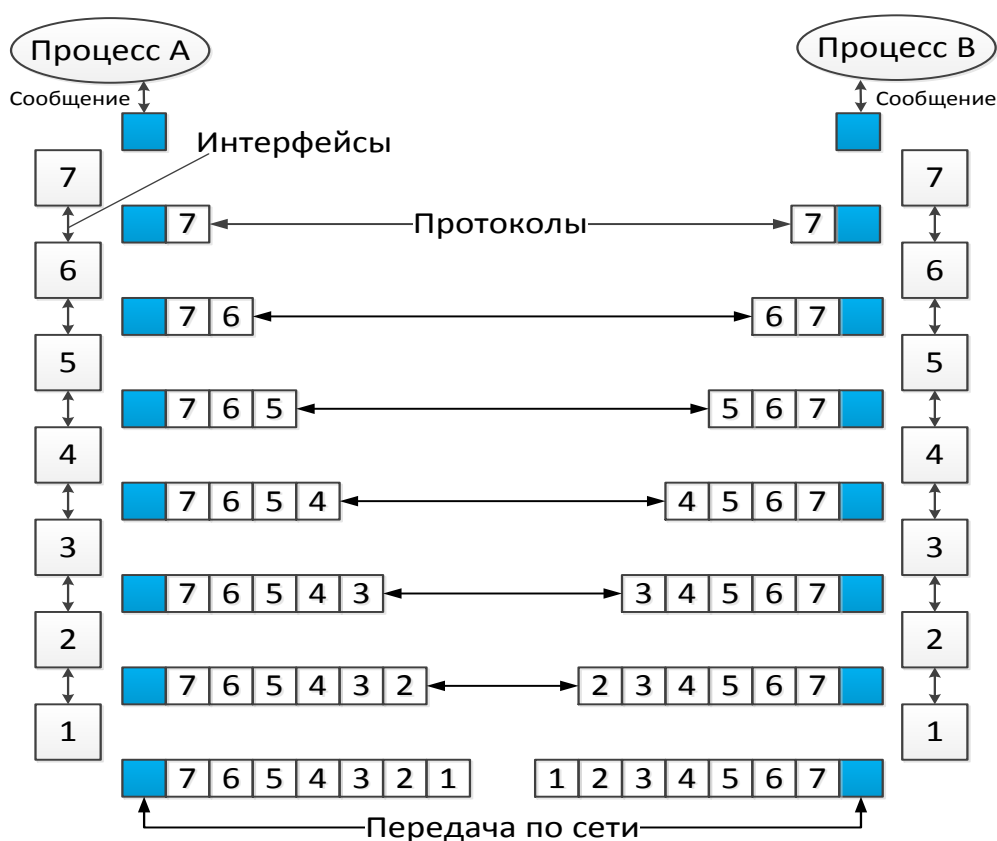 Процесс A
Процесс B
Сообщение
Сообщение
Интерфейсы
7
7
7
Протоколы
7
6
6
7 6
6 7
5
5
7 6 5
5 6 7
4
4
7 6 5 4
4 5 6 7
3
3
7 6 5 4 3
3 4 5 6 7
2
2
7 6 5 4 3 2
2 3 4 5 6 7
1
1
7 6 5 4 3 2 1
1 2 3 4 5 6 7
Передача по сети